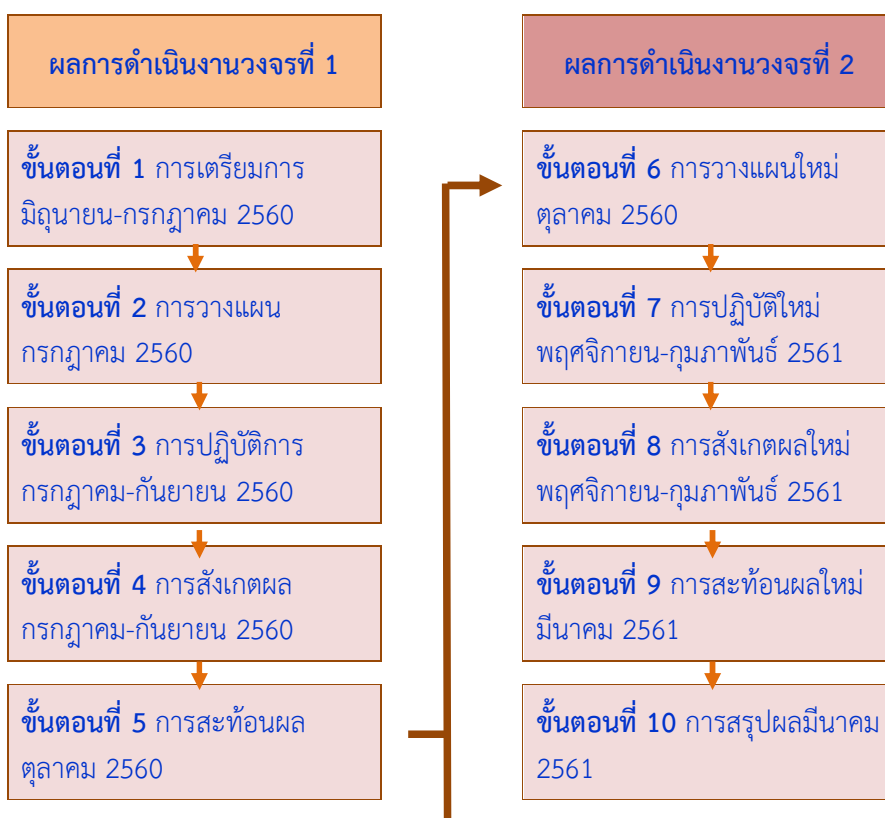 ผลการดำเนินงานวงจรที่ 1
ขั้นตอนที่ 1 การเตรียมการ
มิถุนายน-กรกฎาคม 2560
ขั้นตอนที่ 2 การวางแผน
กรกฎาคม 2560
ขั้นตอนที่ 3 การปฏิบัติการ
กรกฎาคม-กันยายน 2560
ขั้นตอนที่ 4 การสังเกตผล
กรกฎาคม-กันยายน 2560
ขั้นตอนที่ 5 การสะท้อนผล
ตุลาคม 2560
ผลการดำเนินงานวงจรที่ 2
ขั้นตอนที่ 6 การวางแผนใหม่
ตุลาคม 2560
ขั้นตอนที่ 7 การปฏิบัติใหม่
พฤศจิกายน-กุมภาพันธ์ 2561
ขั้นตอนที่ 8 การสังเกตผลใหม่
พฤศจิกายน-กุมภาพันธ์ 2561
ขั้นตอนที่ 9 การสะท้อนผลใหม่
มีนาคม 2561
ขั้นตอนที่ 10 การสรุปผลมีนาคม
2561